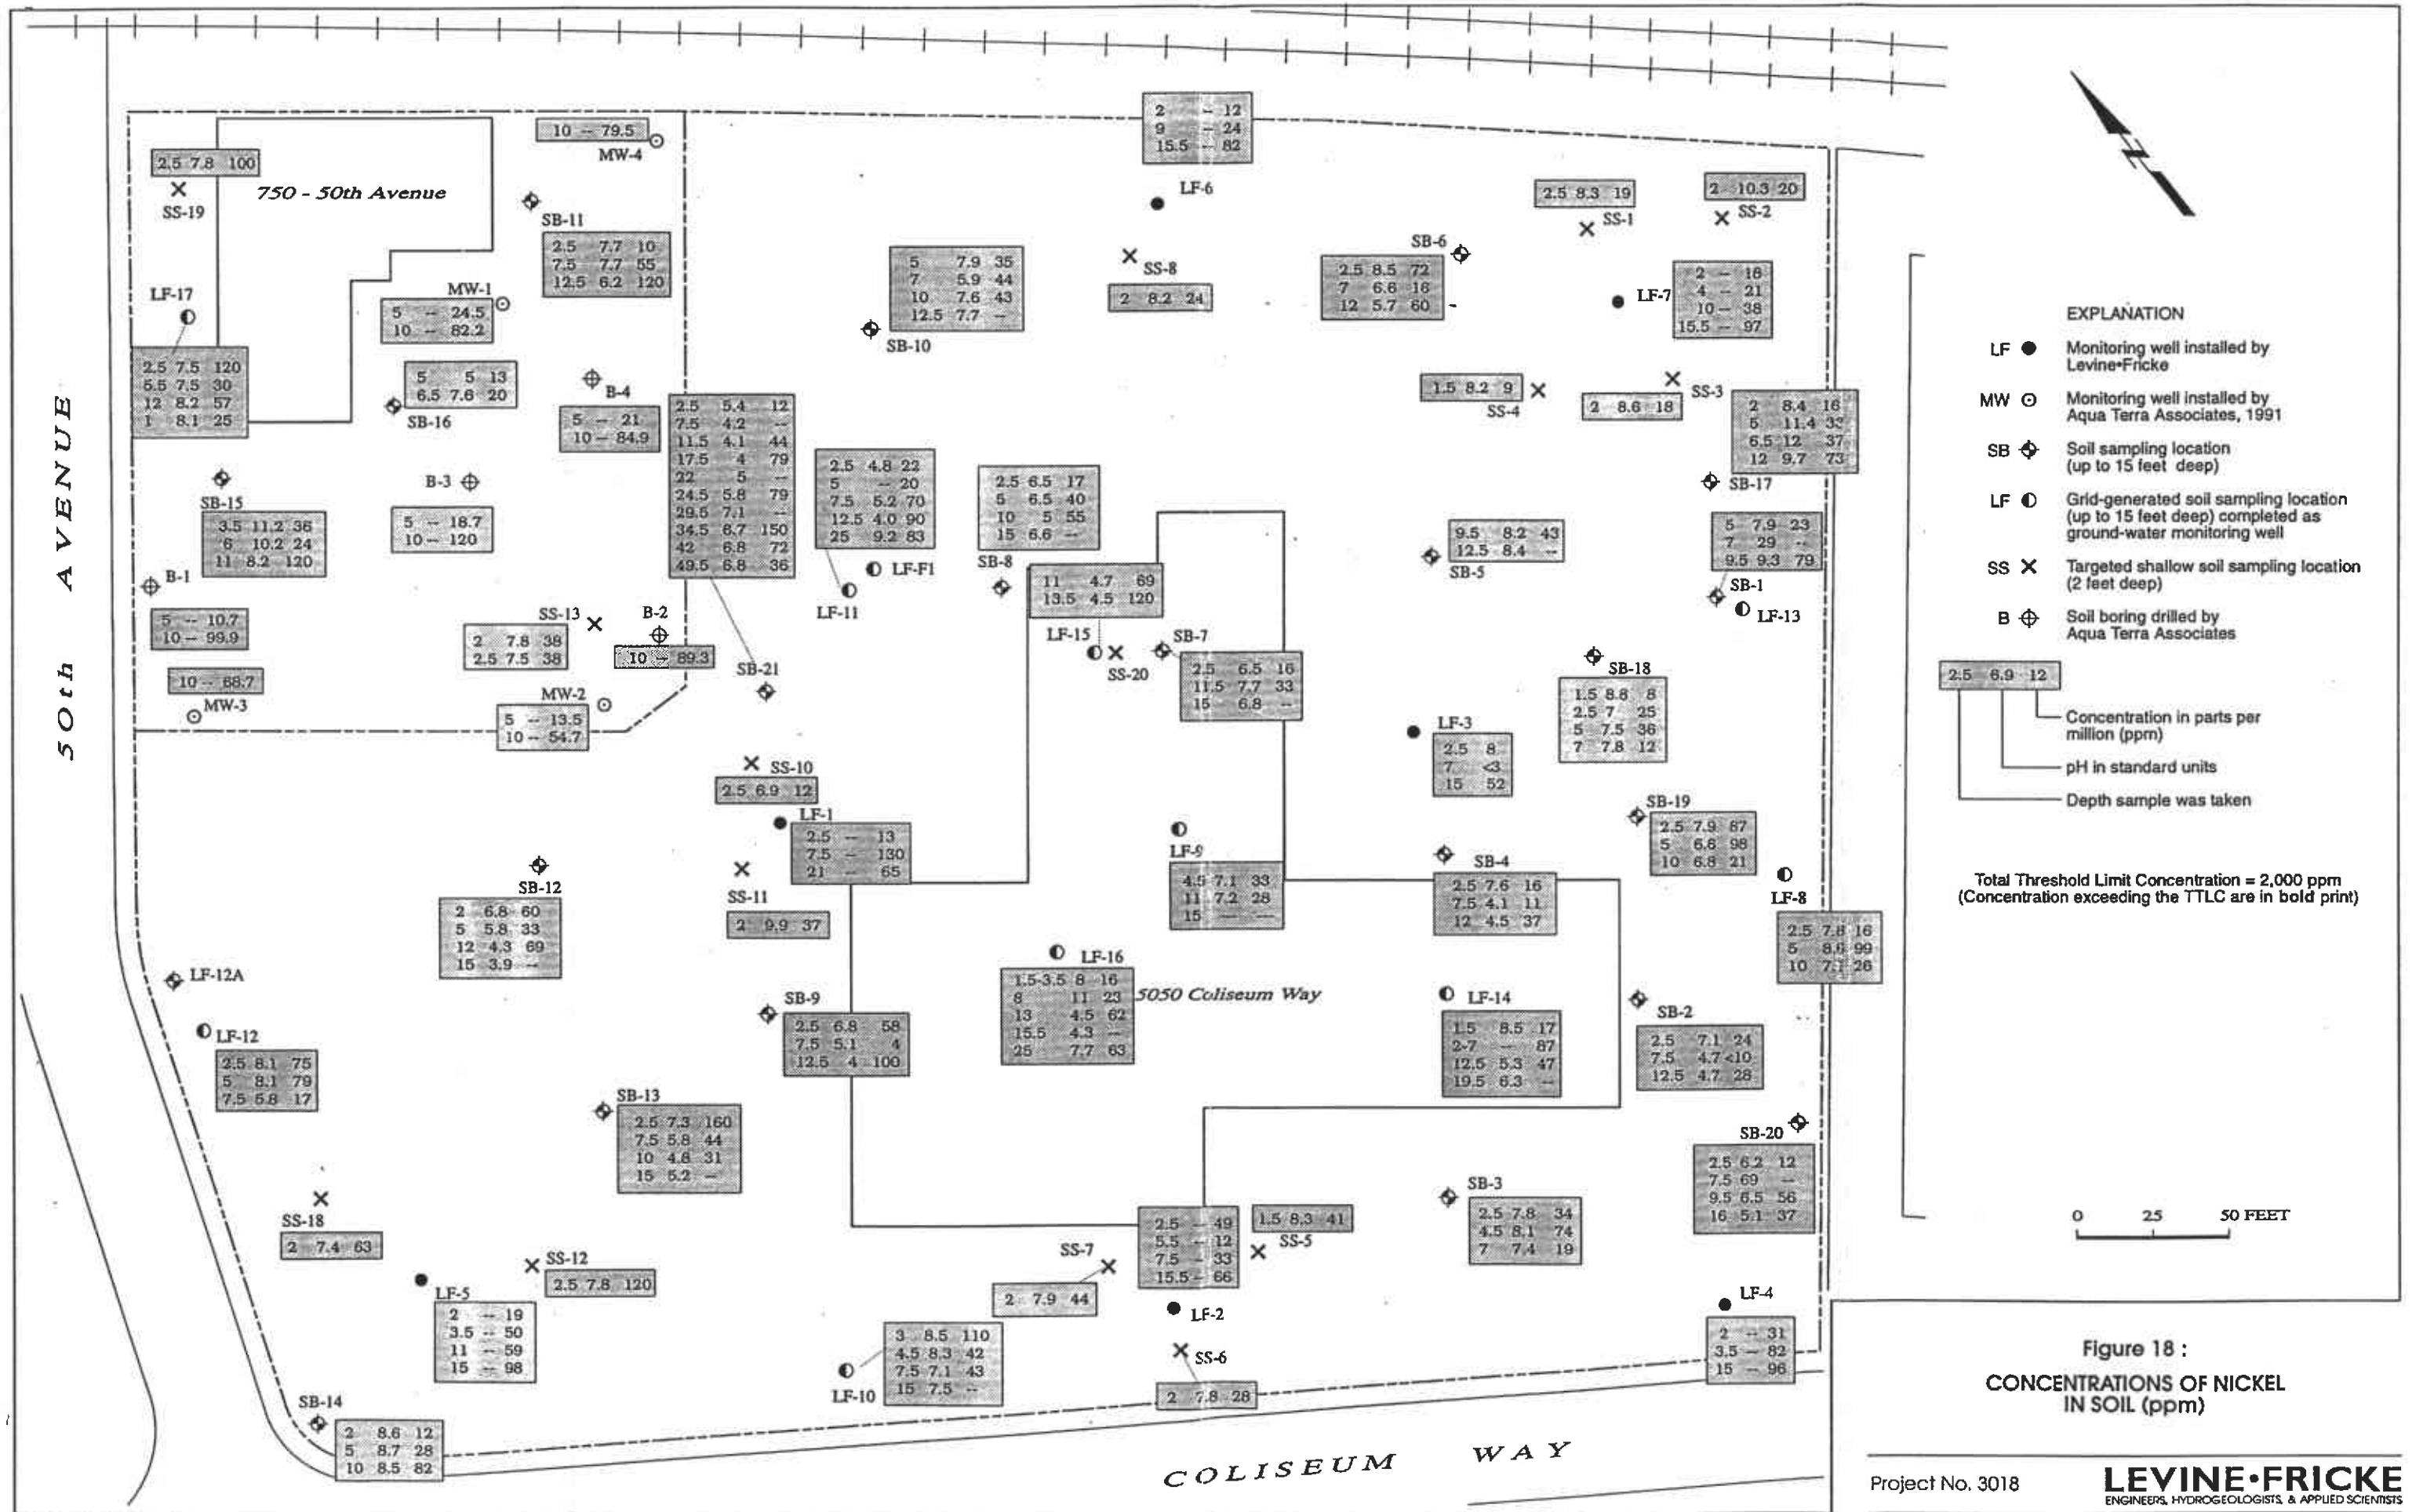 2 -- 12
9 -- 24
15.5 -- 82
LF-6
10 -- 79.5
MW-4
2.5 7.8 100
SS-19
750 - 50th Avenue
SB-11
2.5 7.7 10
7.5 7.7 55
12.5 6.2 120
2.5 8.3 19
SS-1
2 10.3 20
SS-2
SB-6
2.5 8.5 72
7 6.6 16
12 5.7 60
5 7.9 35
7 5.9 44
10 7.6 43
12.5 7.7 --
SB-10
SS-8
2 8.2 24
LF-7
2 -- 18
4 -- 21
10 -- 38
15.5 -- 97
LF-17
2.5 7.5 120
5.5 7.5 30
12 8.2 57
1 8.1 25
MW-1
5 -- 24.5
10 -- 82.2
5 5 13
6.5 7.6 20
SB-16
B-4
5 -- 21
10 -- 84.9
1.5 8.2 9
SS-4
SS-3
2 8.6 18
2 8.4 16
5 11.4 33
6.5 12 37
12 9.7 73
SB-17
2.5 5.4 12
7.5 4.2 --
11.5 4.1 44
17.5 4 79
22 5 --
24.5 5.8 79
29.5 7.1 --
34.5 6.7 150
42 6.8 72
49.5 6.8 36
SB-21
2.5 4.8 22
5 -- 20
7.5 5.2 70
12.5 4.0 90
25 9.2 83
LF-F1
LF-11
2.5 6.5 17
5 6.5 40
10 5 55
15 6.6 --
SB-8
SB-15
3.5 11.2 36
6 10.2 24
11 8.2 120
B-3
5 -- 18.7
10 -- 120
B-1
5 -- 10.7
10 -- 99.9
10 -- 68.7
MW-3
SS-13
2 7.8 38
2.5 7.5 38
B-2
10 -- 89.3
MW-2
5 -- 13.5
10 -- 54.7
11 4.7 69
13.5 4.5 120
LF-15
SS-20
SB-7
2.5 6.5 16
11.5 7.7 33
15 6.8 --
9.5 8.2 43
12.5 8.4 --
SB-5
5 7.9 23
7 29 --
9.5 9.3 79
SB-1
LF-13
SB-18
1.5 8.8 8
2.5 7 25
5 7.5 36
7 7.8 12
LF-3
2.5 8
7 <3
15 52
SS-10
2.5 6.9 12
LF-1
2.5 -- 13
7.5 -- 130
21 -- 65
SS-11
2 9.9 37
SB-12
2 6.8 60
5 5.8 33
12 4.3 69
15 3.9 --
LF-9
4.5 7.1 33
11 7.2 28
15 -- --
SB-4
2.5 7.6 16
7.5 4.1 11
12 4.5 37
SB-19
2.5 7.9 87
5 6.6 98
10 6.8 21
LF-8
2.5 7.8 16
5 8.6 99
10 7.1 26
LF-12A
LF-12
2.5 8.1 75
5 8.1 79
7.5 5.8 17
SB-9
2.5 6.8 58
7.5 5.1 4
12.5 4 100
LF-16
1.5-3.5 8 16
8 11 23
13 4.5 62
15.5 4.3 --
25 7.7 63
5050 Coliseum Way
LF-14
1.5 8.5 17
2-7 -- 87
12.5 5.3 47
19.5 6.3 --
SB-2
2.5 7.1 24
7.5 4.7 <10
12.5 4.7 28
SB-13
2.5 7.3 160
7.5 5.8 44
10 4.8 31
15 5.2 --
SB-20
2.5 6.2 12
7.5 69 --
9.5 6.5 56
16 5.1 37
SB-3
2.5 7.8 34
4.5 8.1 74
7 7.4 19
SS-18
2 7.4 63
SS-12
2.5 7.8 120
LF-5
2 -- 19
3.5 -- 50
11 -- 59
15 -- 98
2.5 -- 49
5.5 -- 12
7.5 -- 33
15.5 -- 66
LF-2
1.5 8.3 41
SS-5
SS-7
2 7.9 44
3 8.5 110
4.5 8.3 42
7.5 7.1 43
15 7.5 --
LF-10
SS-6
2 7.8 28
LF-4
2 -- 31
3.5 -- 82
15 -- 96
SB-14
2 8.6 12
5 8.7 28
10 8.5 82
50th AVENUE
COLISEUM WAY
EXPLANATION
LF Monitoring well installed by
Levine•Fricke
MW Monitoring well installed by
Aqua Terra Associates, 1991
SB Soil sampling location
(up to 15 feet deep)
LF Grid-generated soil sampling location
(up to 15 feet deep) completed as
ground-water monitoring well
SS Targeted shallow soil sampling location
(2 feet deep)
B Soil boring drilled by
Aqua Terra Associates
2.5 6.9 12
Concentration in parts per
million (ppm)
pH in standard units
Depth sample was taken
Total Threshold Limit Concentration = 2,000 ppm
(Concentration exceeding the TTLC are in bold print)
0 25 50 FEET
Figure 18 :
CONCENTRATIONS OF NICKEL
IN SOIL (ppm)
Project No. 3018
LEVINE•FRICKE
ENGINEERS, HYDROGEOLOGISTS, & APPLIED SCIENTISTS